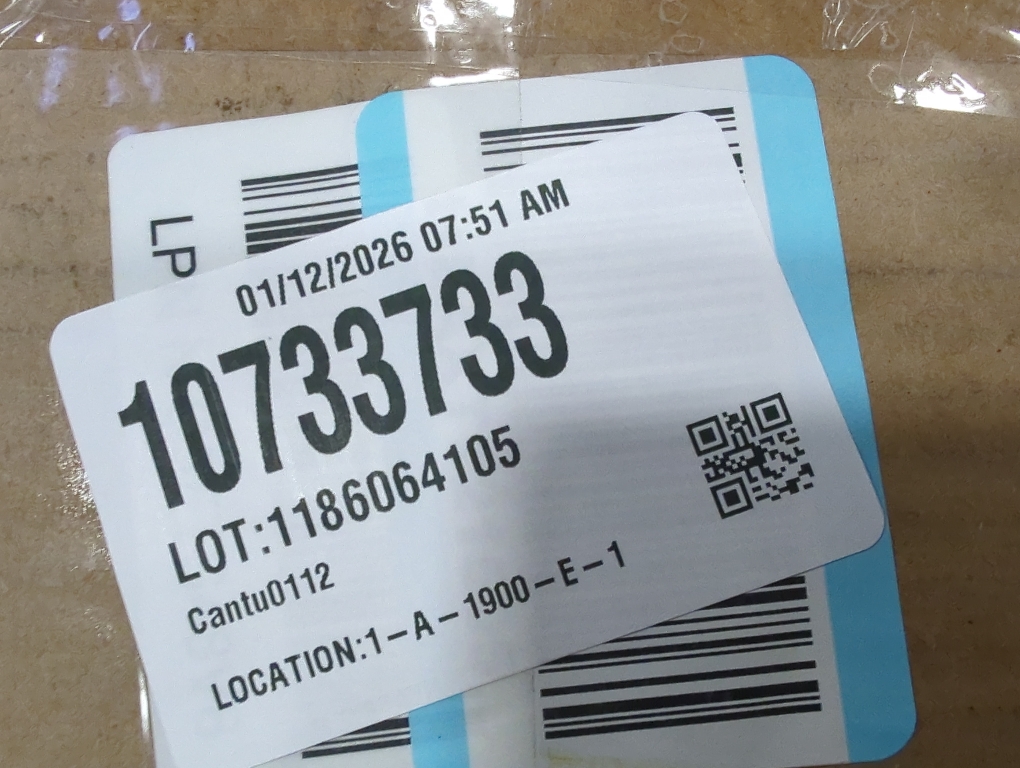 LP
01/12/2026 07:51 AM
10733733
LOT:1186064105
Cantu0112
LOCATION:1-A-1900-E-1